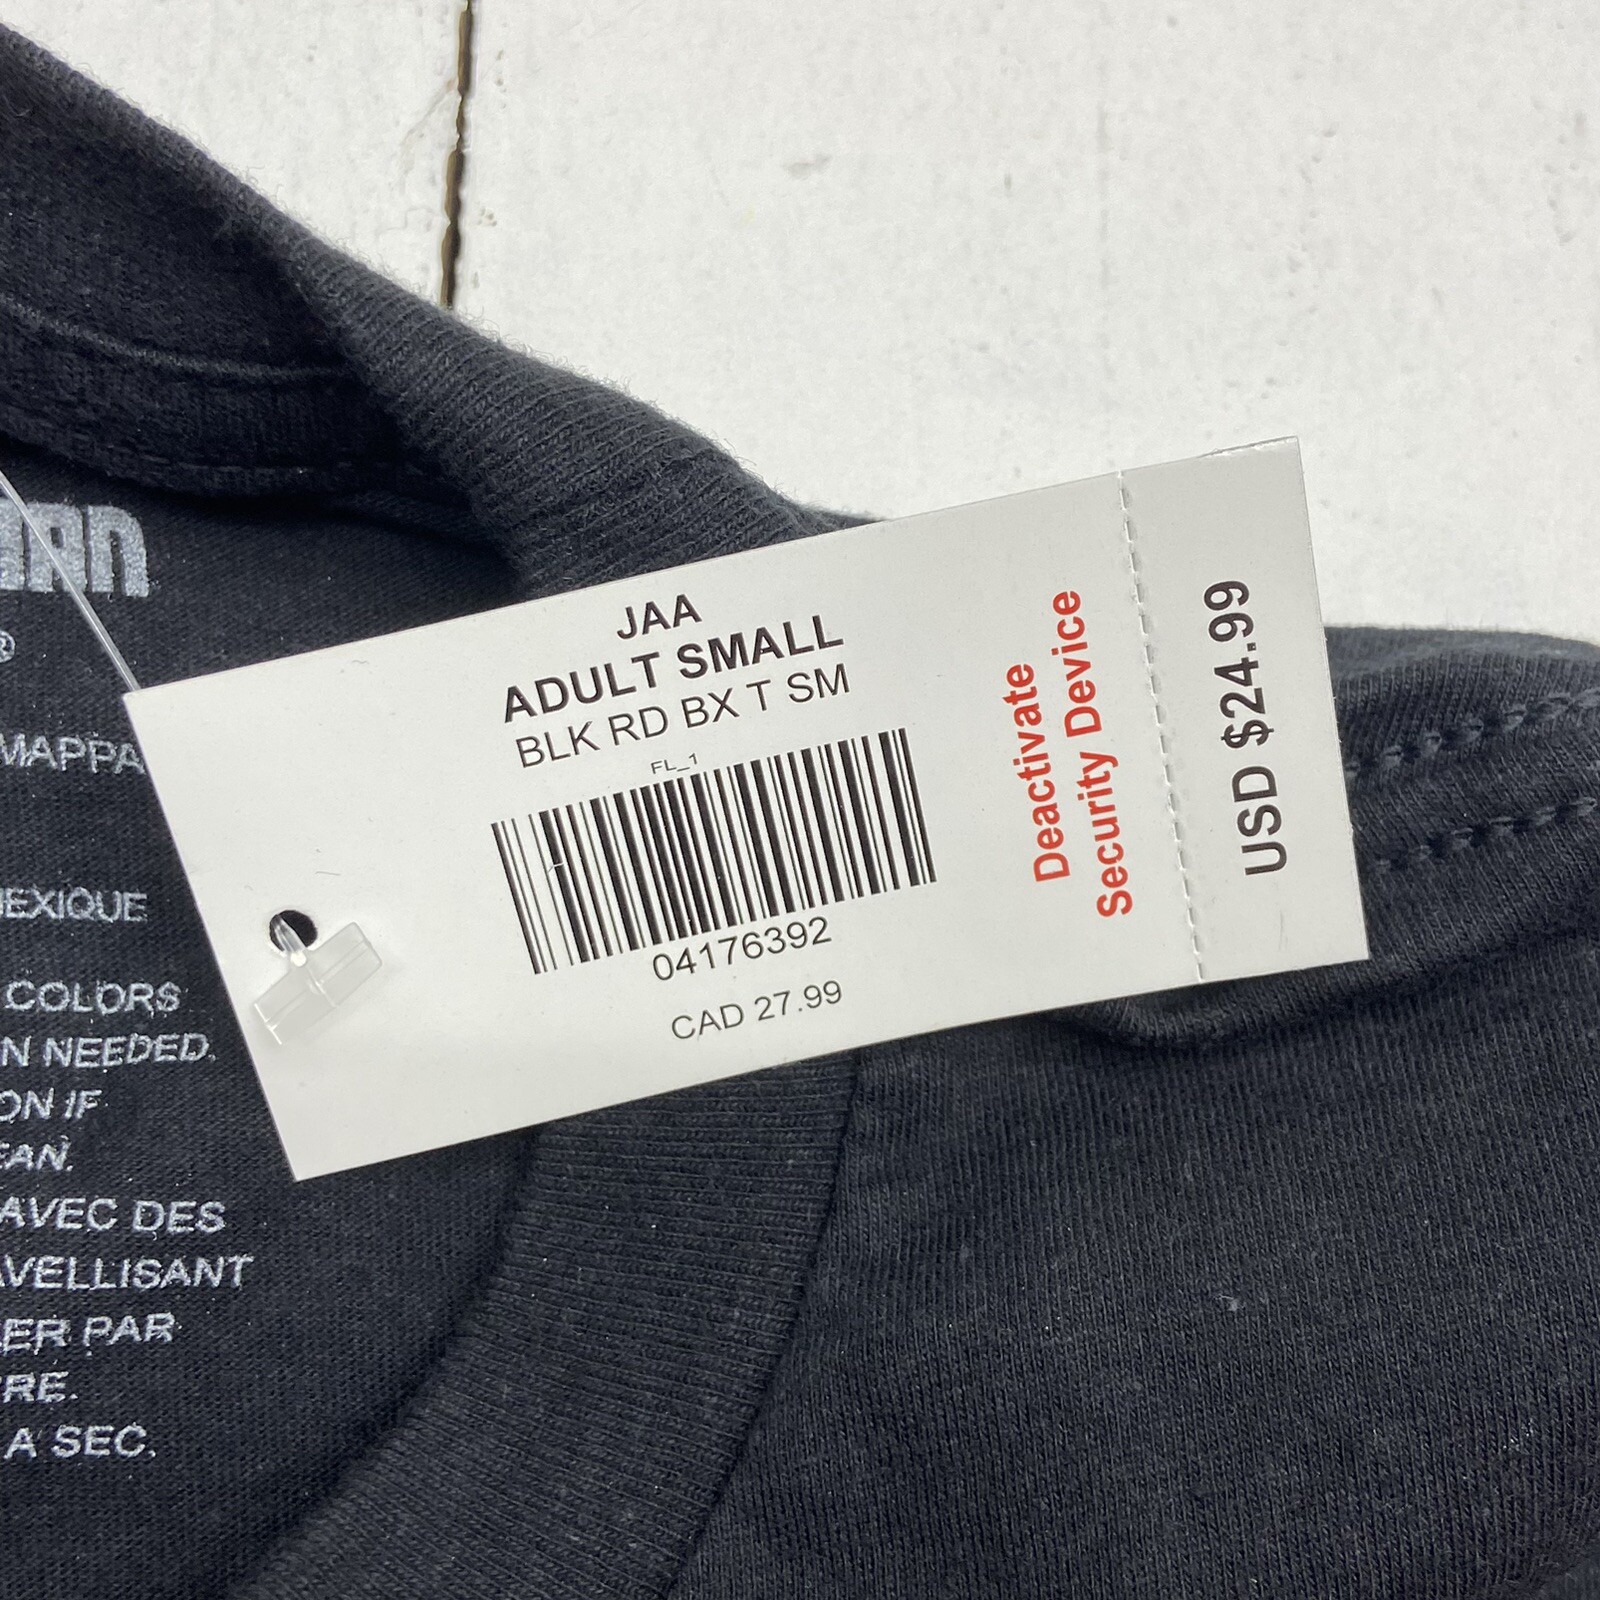 ®
MAPPA
MEXIQUE
COLORS
N NEEDED.
ON IF
EAN.
AVEC DES
AVELLISANT
ER PAR
RE.
A SEC.
JAA
ADULT SMALL
BLK RD BX T SM
FL_1
04176392
CAD 27.99
Deactivate
Security Device
USD $24.99